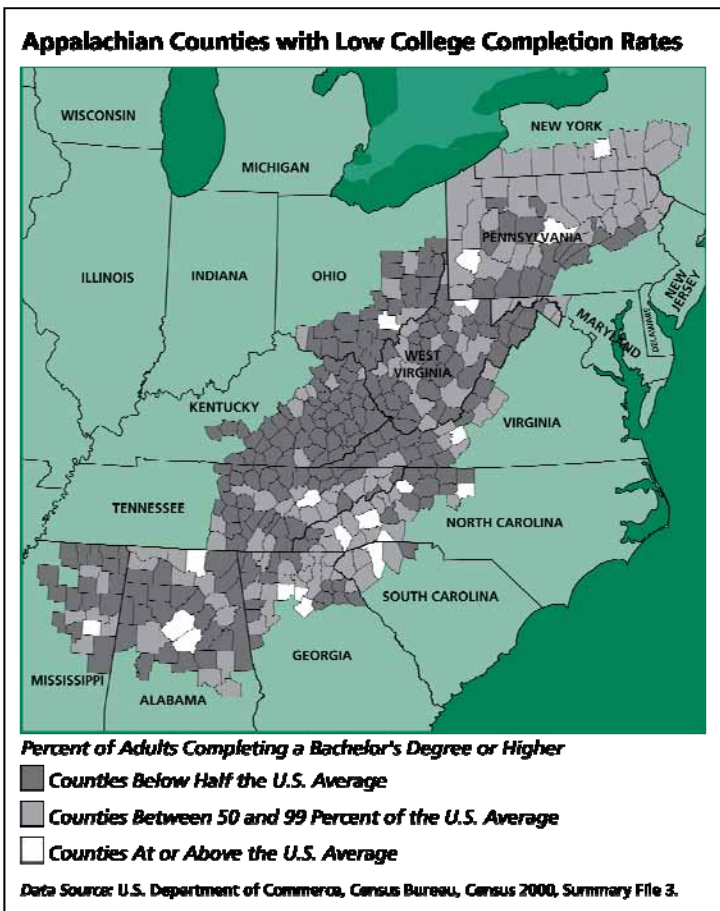 Appalachian Counties with Low College Completion Rates
WISCONSIN
NEW YORK
MICHIGAN
PENNSYLVANIA
ILLINOIS
INDIANA
OHIO
NEW JERSEY
MARYLAND
DELAWARE
WEST
VIRGINIA
KENTUCKY
VIRGINIA
TENNESSEE
NORTH CAROLINA
SOUTH CAROLINA
GEORGIA
MISSISSIPPI
ALABAMA
Percent of Adults Completing a Bachelor's Degree or Higher
Counties Below Half the U.S. Average
Counties Between 50 and 99 Percent of the U.S. Average
Counties At or Above the U.S. Average
Data Source: U.S. Department of Commerce, Census Bureau, Census 2000, Summary File 3.